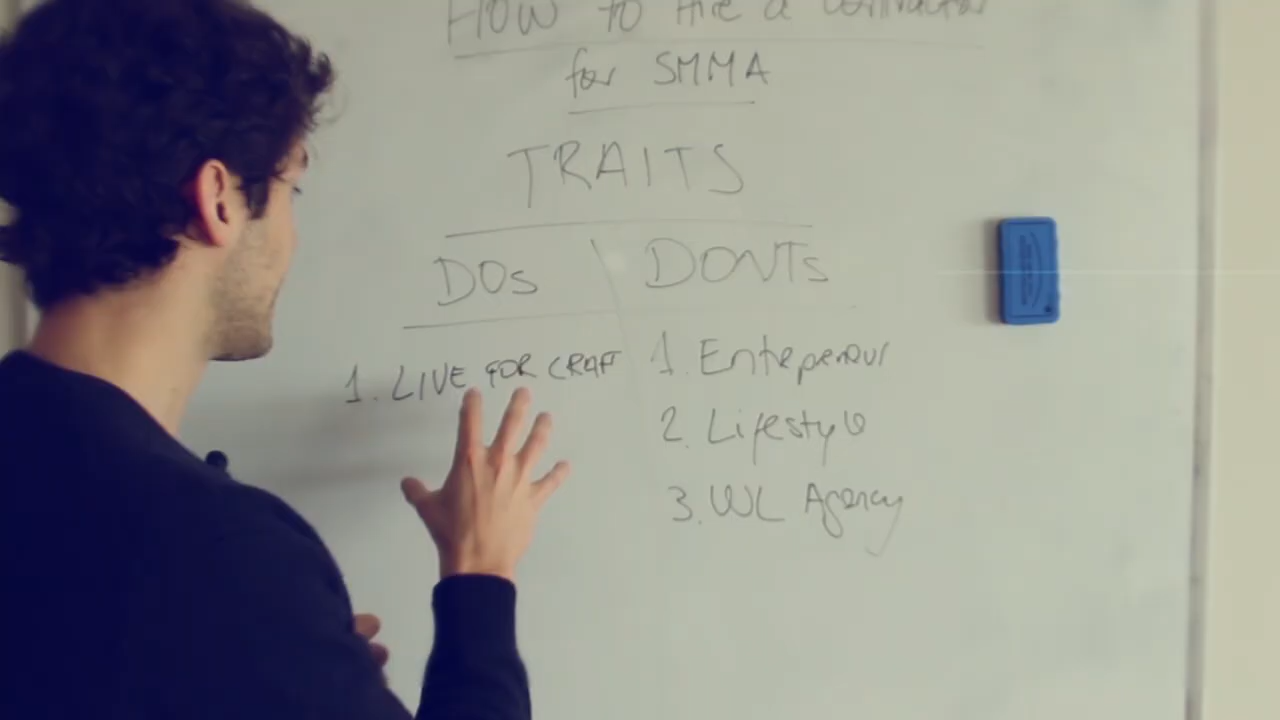 HOW to Hire a contractor
for SMMA
TRAITS
DOs
DONTs
1. LIVE FOR CRAFT
1. Entepreneur
2. Lifestyle
3. WL Agency